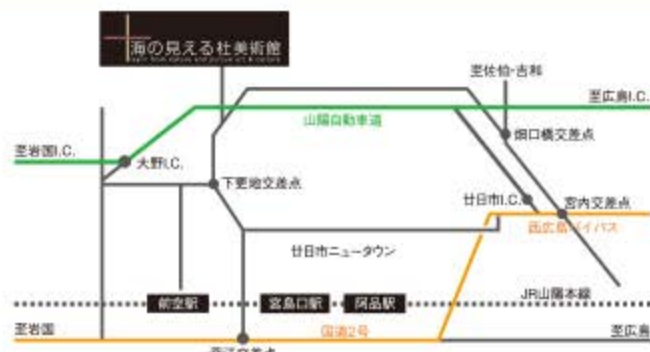 海の見える杜美術館
至佐伯・吉和
至広島I.C.
山陽自動車道
畑口橋交差点
至岩国I.C.
大野I.C.
下更地交差点
廿日市I.C.
宮内交差点
西広島バイパス
廿日市ニュータウン
JR山陽本線
前空駅
宮島口駅
阿品駅
至岩国
国道2号
至広島